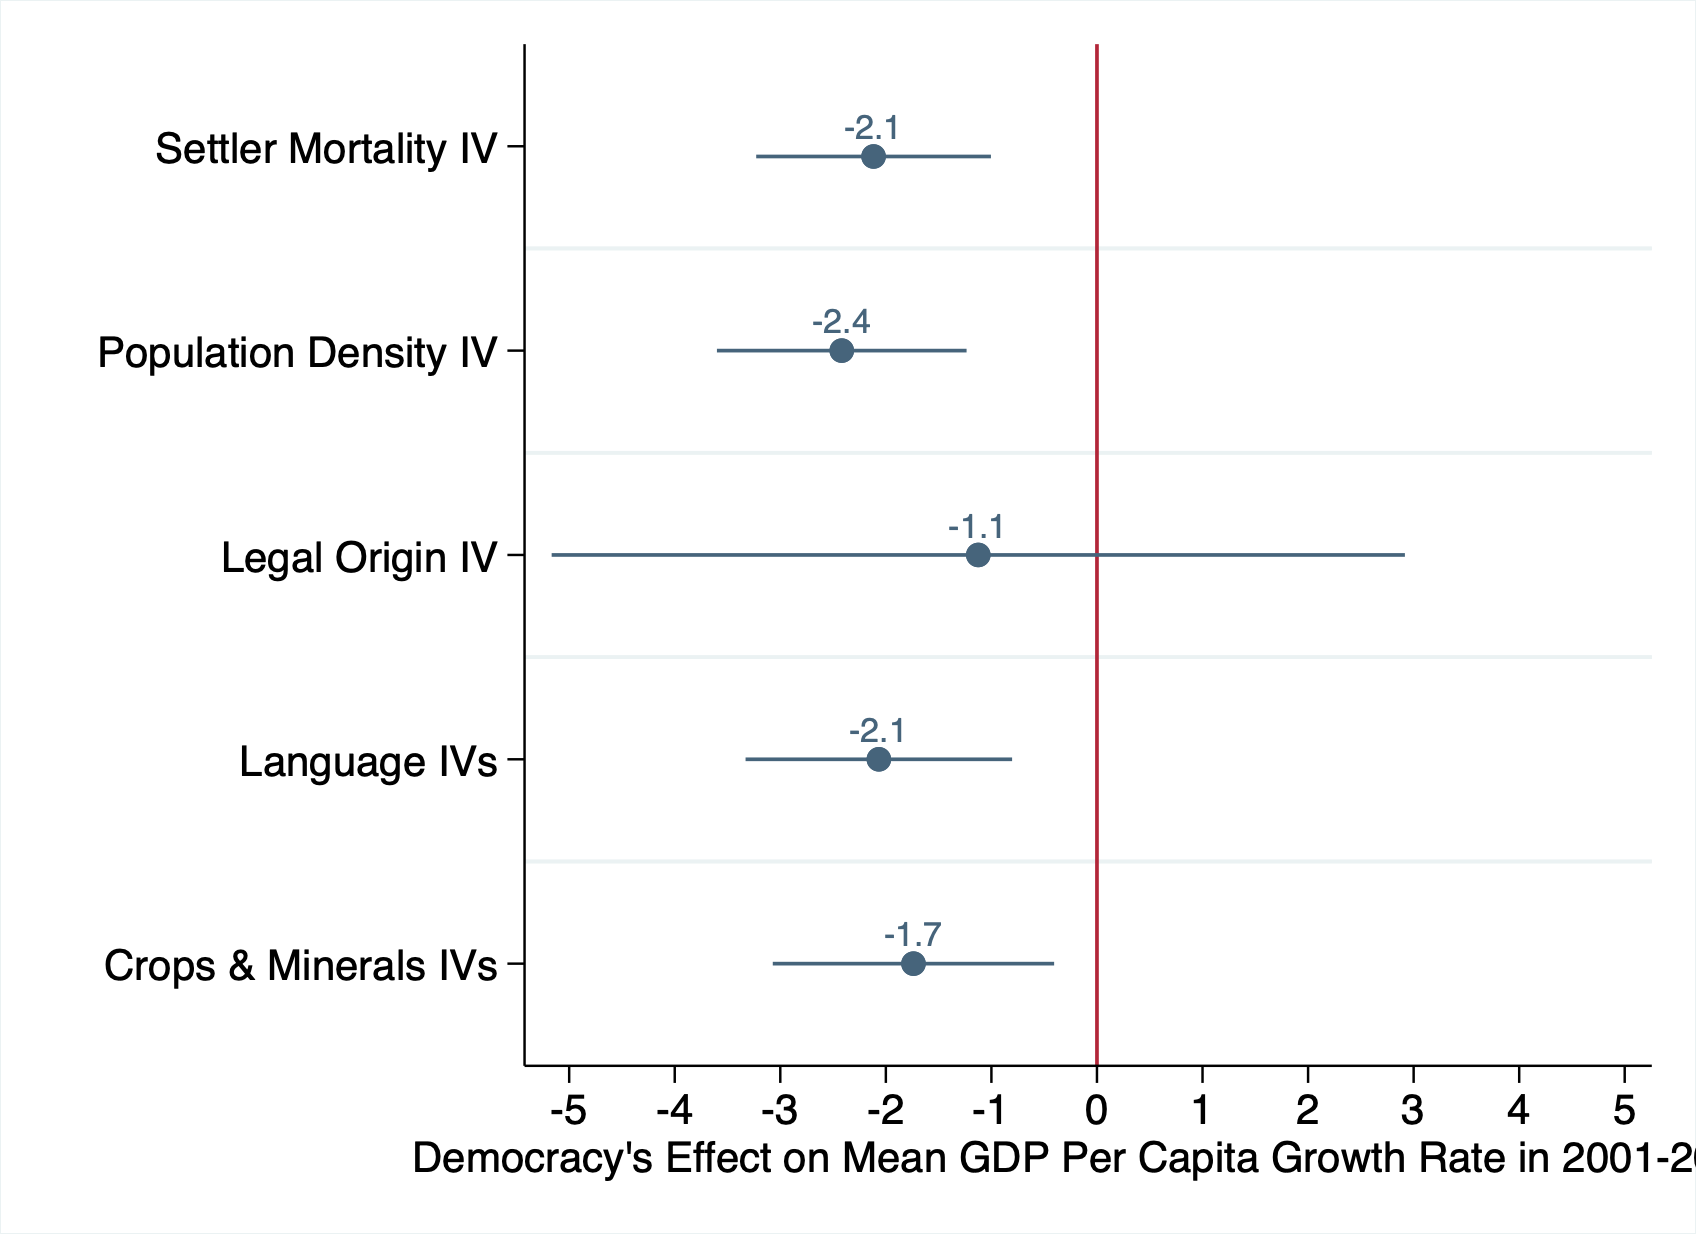 -2.1
Settler Mortality IV
-2.4
Population Density IV
-1.1
Legal Origin IV
-2.1
Language IVs
-1.7
Crops & Minerals IVs
-5 -4 -3 -2 -1 0 1 2 3 4 5
Democracy's Effect on Mean GDP Per Capita Growth Rate in 2001-2